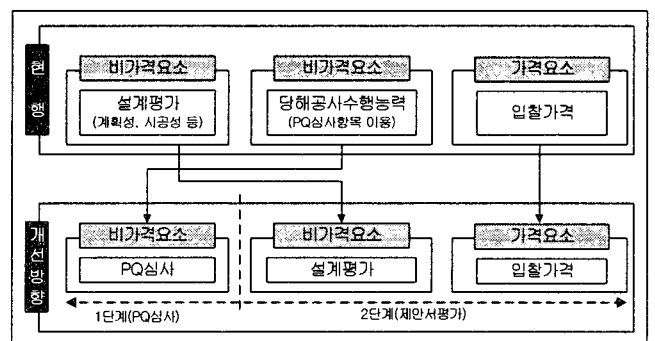 현행
비가격요소
비가격요소
가격요소
설계평가
(계획성, 시공성 등)
당해공사수행능력
(PQ심사항목 이용)
입찰가격
개선방향
비가격요소
비가격요소
가격요소
PQ심사
설계평가
입찰가격
1단계(PQ심사)
2단계(제안서평가)